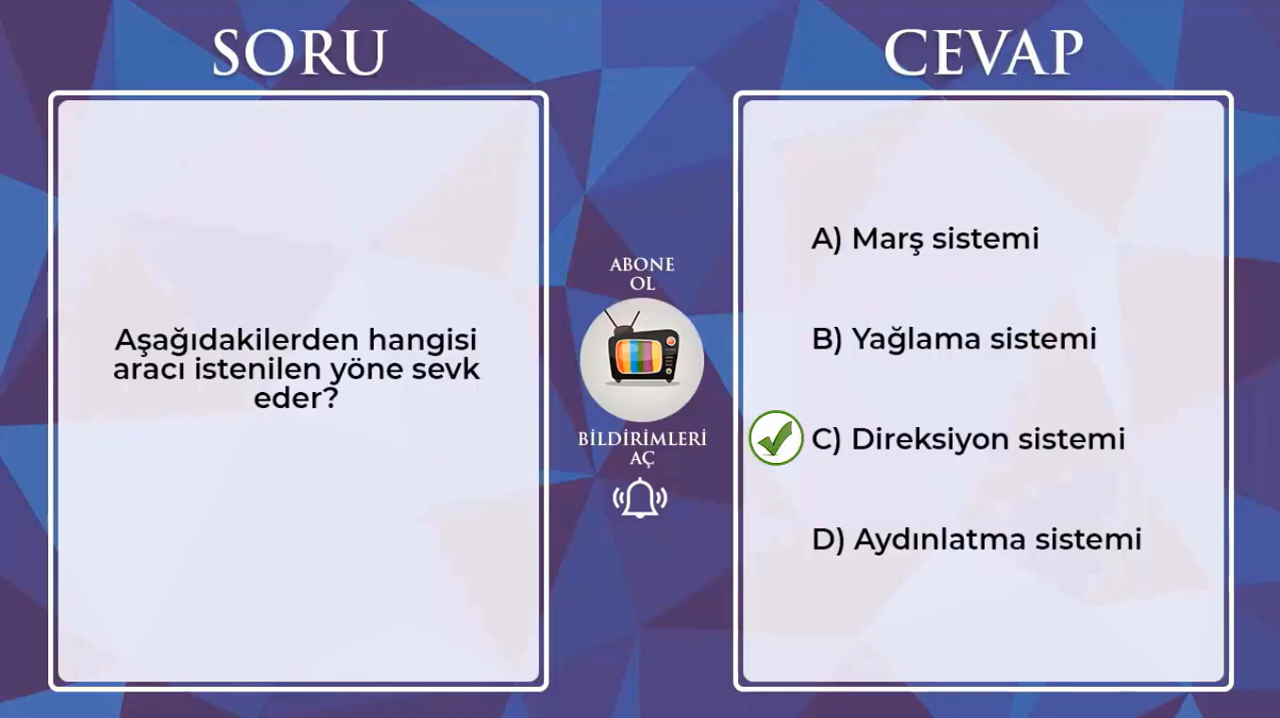 SORU
Aşağıdakilerden hangisi
aracı istenilen yöne sevk
eder?
ABONE
OL
BİLDİRİMLERİ
AÇ
CEVAP
A) Marş sistemi
B) Yağlama sistemi
C) Direksiyon sistemi
D) Aydınlatma sistemi